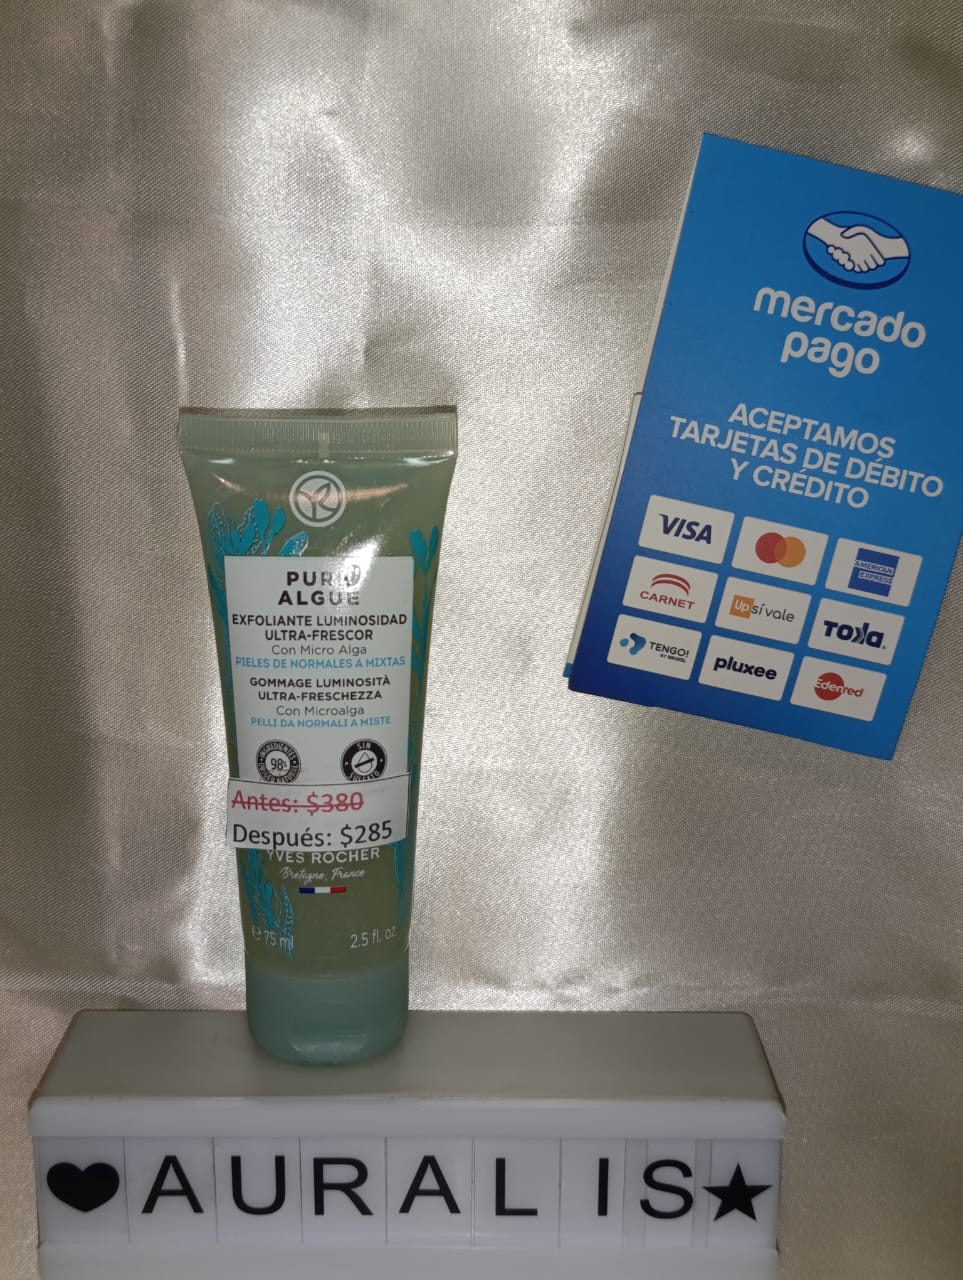 PURE
ALGUE
EXFOLIANTE LUMINOSIDAD
ULTRA-FRESCOR
Con Micro Alga
PIELES DE NORMALES A MIXTAS
GOMMAGE LUMINOSITÀ
ULTRA-FRESCHEZZA
Con Microalga
PELLI DA NORMALI A MISTE
INGREDIENTES
98%
SIN
SULFATO
Antes: $380
Después: $285
YVES ROCHER
Bretagne, France
℮ 75 ml
2.5 fl. oz.
mercado
pago
ACEPTAMOS
TARJETAS DE DÉBITO
Y CRÉDITO
VISA
AMERICAN
EXPRESS
CARNET
Up sí vale
Toka
TENGO!
pluxee
Edenred
♥AURALIS★